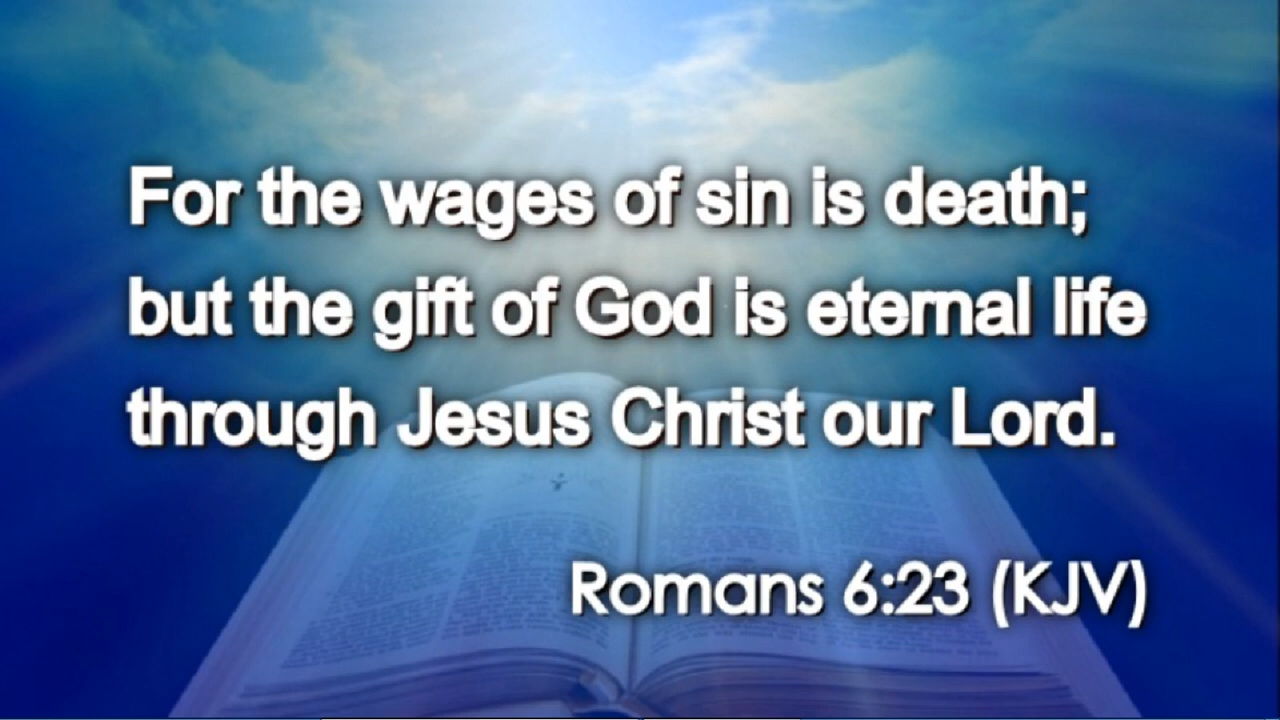 For the wages of sin is death;
but the gift of God is eternal life
through Jesus Christ our Lord.
Romans 6:23 (KJV)